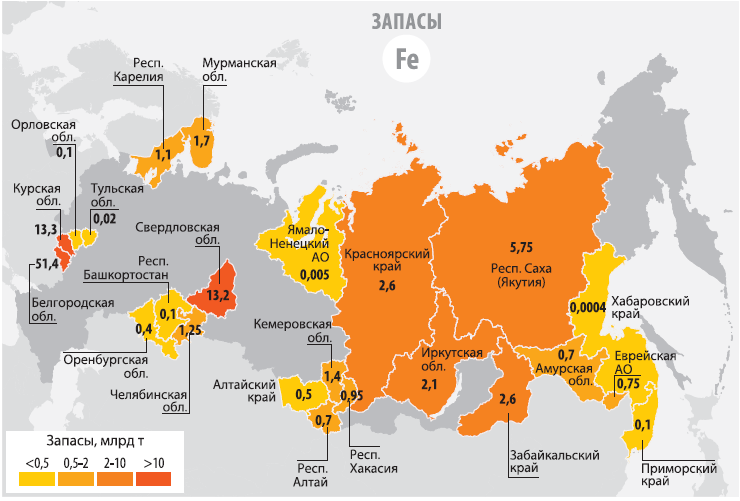 ЗАПАСЫ
Fe
Респ.
Карелия
1,1
Мурманская
обл.
1,7
Орловская
обл.
0,1
Курская
обл.
13,3
Тульская
обл.
0,02
51,4
Белгородская
обл.
Свердловская
обл.
13,2
Респ.
Башкортостан
0,1
0,4
Оренбургская
обл.
1,25
Челябинская
обл.
Ямало-
Ненецкий
АО
0,005
Красноярский
край
2,6
5,75
Респ. Саха
(Якутия)
0,0004
Хабаровский
край
Кемеровская
обл.
1,4
Алтайский
край
0,5
0,7
Респ.
Алтай
0,95
Респ.
Хакасия
Иркутская
обл.
2,1
2,6
Забайкальский
край
0,7
Амурская
обл.
Еврейская
АО
0,75
0,1
Приморский
край
Запасы, млрд т
<0,5 0,5–2 2-10 >10